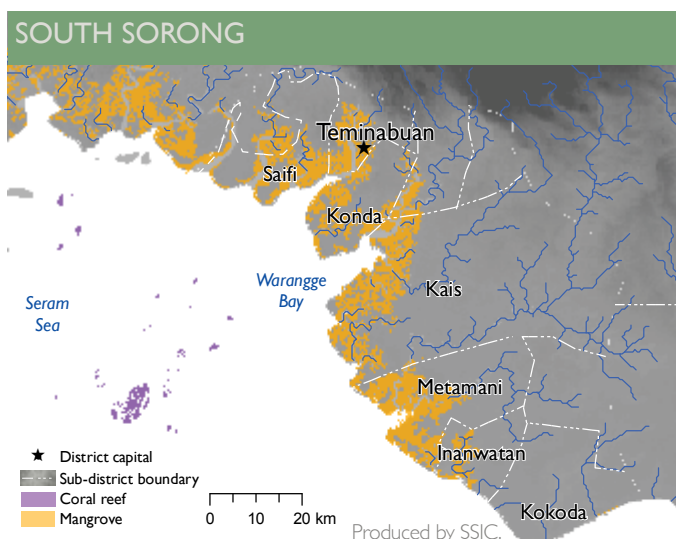 SOUTH SORONG
Teminabuan
Saifi
Konda
Warangge
Bay
Kais
Seram
Sea
Metamani
Inanwatan
Kokoda
District capital
Sub-district boundary
Coral reef
Mangrove
0 10 20 km
Produced by SSIC.